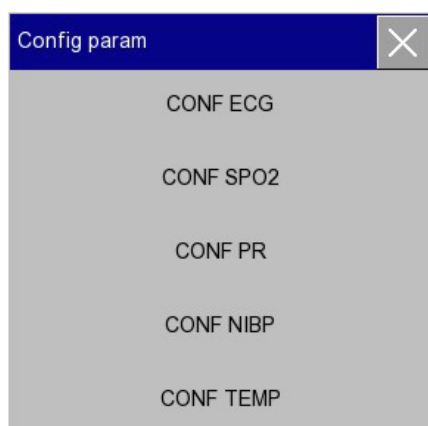 Config param
CONF ECG
CONF SPO2
CONF PR
CONF NIBP
CONF TEMP